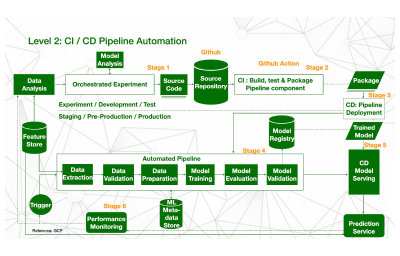 Level 2: CI / CD Pipeline Automation
Github
Model
Analysis
Stage 1
Github Action
Stage 2
Data
Analysis
Orchestrated Experiment
Source
Code
Source
Repository
CI : Build, test & Package
Pipeline component
Package
Stage 3
Experiment / Development / Test
CD: Pipeline
Deployment
Staging / Pre-Production / Production
Feature
Store
Model
Registry
Trained
Model
Stage 4
Stage 5
Automated Pipeline
Data
Extraction
Data
Validation
Data
Preparation
Model
Training
Model
Evaluation
Model
Validation
CD
Model
Serving
Trigger
Stage 6
ML
Meta-
data
Store
Performance
Monitoring
Prediction
Service
Reference: GCP